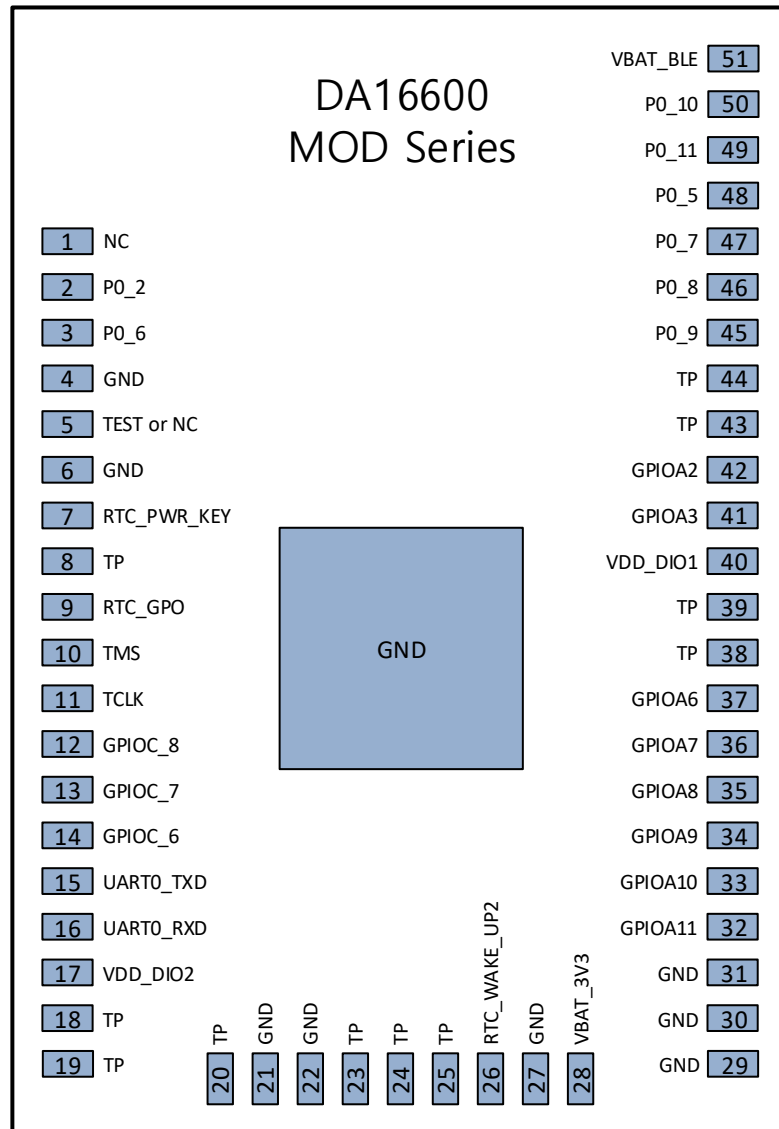 DA16600
MOD Series
VBAT_BLE 51
P0_10 50
P0_11 49
P0_5 48
1 NC
P0_7 47
2 P0_2
P0_8 46
3 P0_6
P0_9 45
4 GND
TP 44
5 TEST or NC
TP 43
6 GND
GPIOA2 42
7 RTC_PWR_KEY
GPIOA3 41
8 TP
VDD_DIO1 40
9 RTC_GPO
TP 39
10 TMS
GND
TP 38
11 TCLK
GPIOA6 37
12 GPIOC_8
GPIOA7 36
13 GPIOC_7
GPIOA8 35
14 GPIOC_6
GPIOA9 34
15 UART0_TXD
GPIOA10 33
16 UART0_RXD
GPIOA11 32
17 VDD_DIO2
GND 31
18 TP
GND 30
19 TP
GND 29
20 TP
21 GND
22 GND
23 TP
24 TP
25 TP
26 RTC_WAKE_UP2
27 GND
28 VBAT_3V3